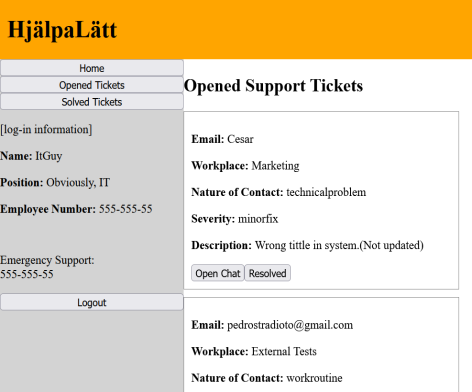 HjälpaLätt
Home
Opened Tickets
Solved Tickets
[log-in information]
Name: ItGuy
Position: Obviously, IT
Employee Number: 555-555-55
Emergency Support:
555-555-55
Logout
Opened Support Tickets
Email: Cesar
Workplace: Marketing
Nature of Contact: technicalproblem
Severity: minorfix
Description: Wrong tittle in system.(Not updated)
Open Chat Resolved
Email: pedrostradioto@gmail.com
Workplace: External Tests
Nature of Contact: workroutine